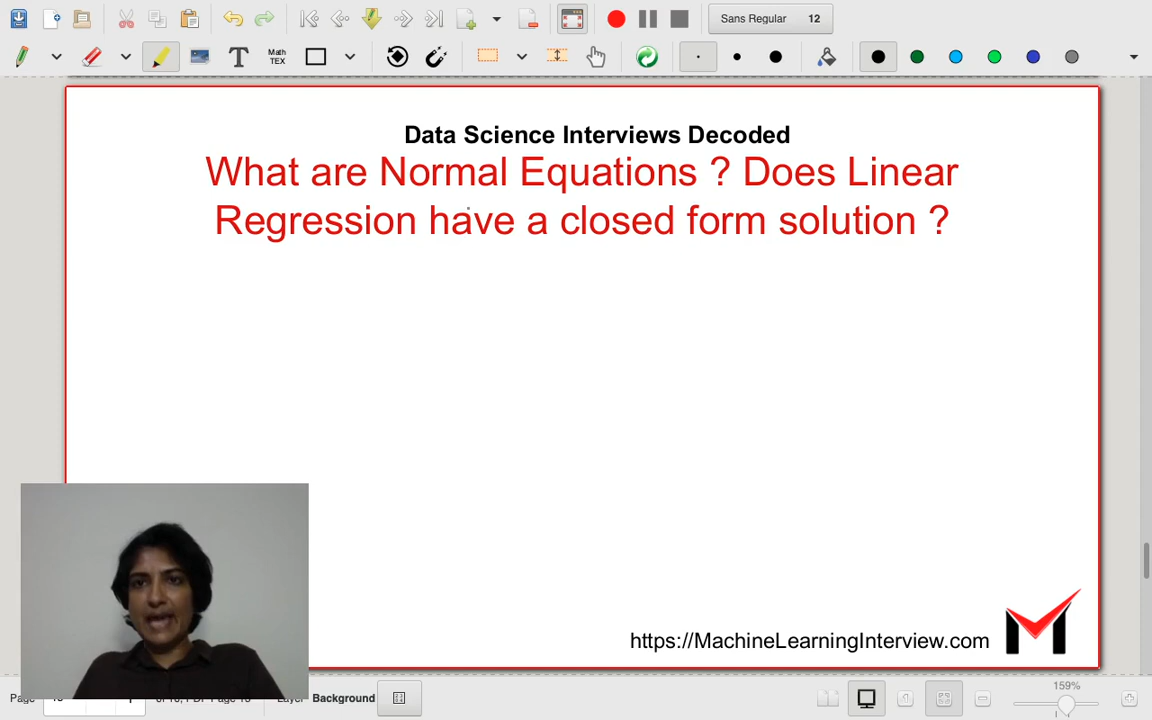 Sans Regular 12
Math
TEX
Data Science Interviews Decoded
What are Normal Equations ? Does Linear
Regression have a closed form solution ?
https://MachineLearningInterview.com
159%
Page
Layer Background